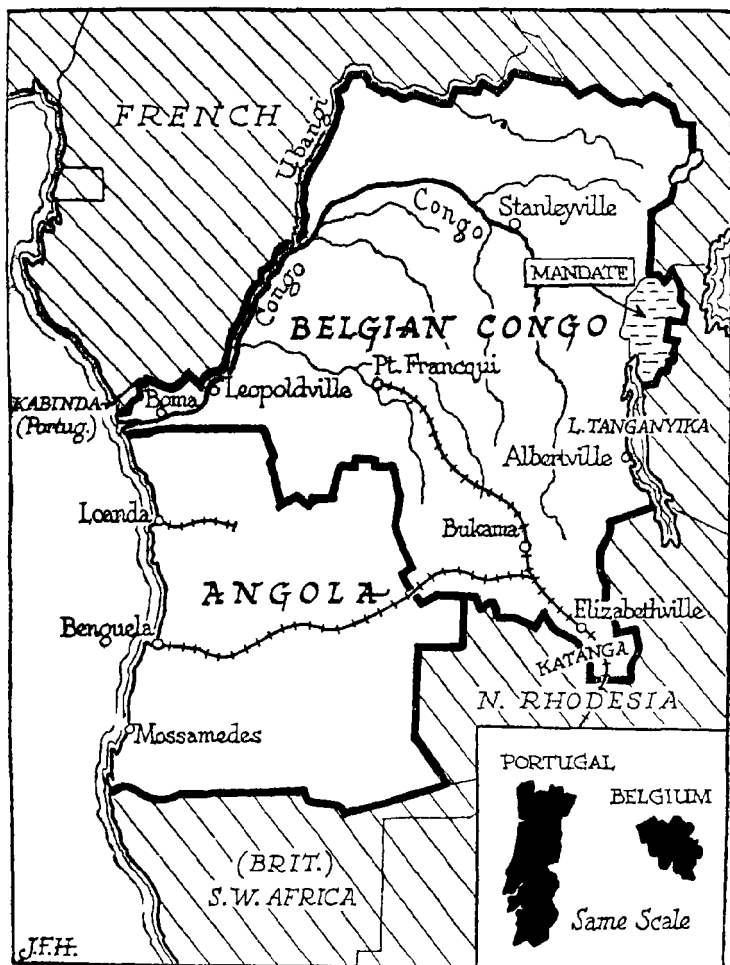 FRENCH
Ubangi
Congo
Stanleyville
MANDATE
Congo
BELGIAN CONGO
Pt. Francqui
Leopoldville
Boma
KABINDA
(Portug.)
L. TANGANYIKA
Albertville
Loanda
Bukama
ANGOLA
Elizabethville
Benguela
KATANGA
N. RHODESIA
Mossamedes
PORTUGAL
BELGIUM
(BRIT.)
S.W. AFRICA
Same Scale
J.F.H.